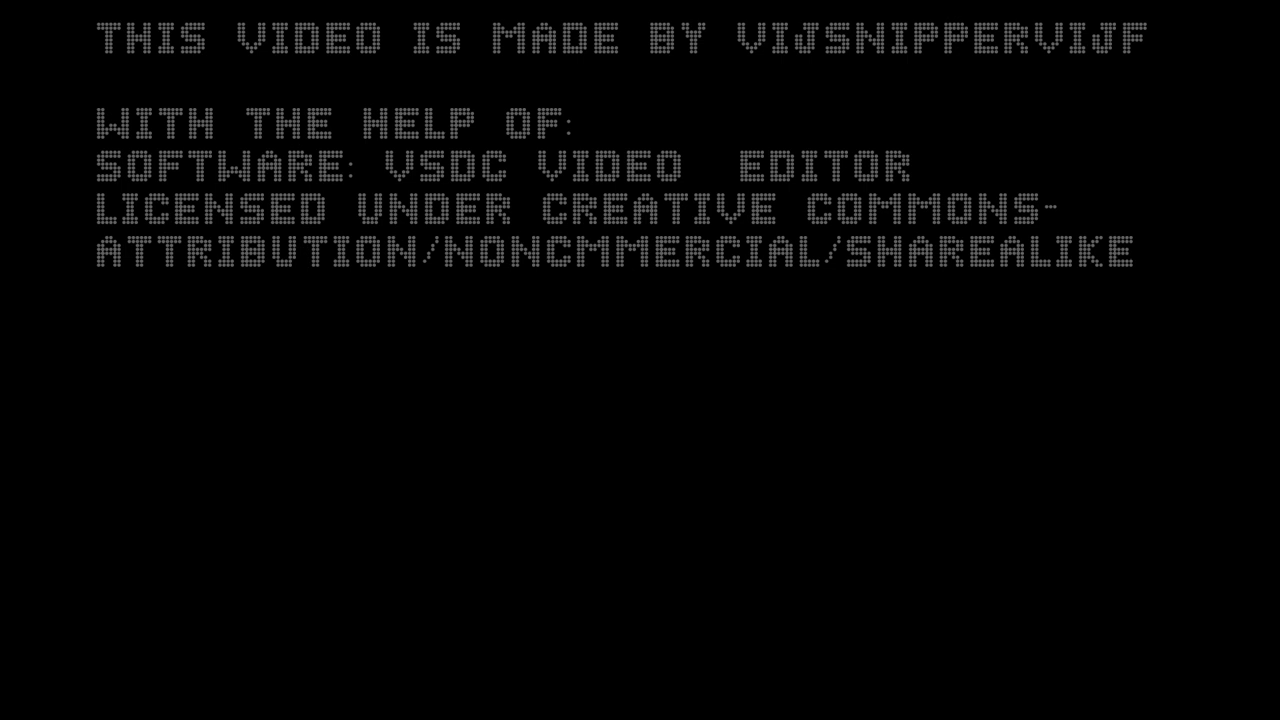 THIS VIDEO IS MADE BY VIJSNIPPERVIJF
WITH THE HELP OF:
SOFTWARE: VSDC VIDEO  EDITOR
LICENSED UNDER CREATIVE COMMONS-
ATTRIBUTION/NONCMMERCIAL/SHAREALIKE